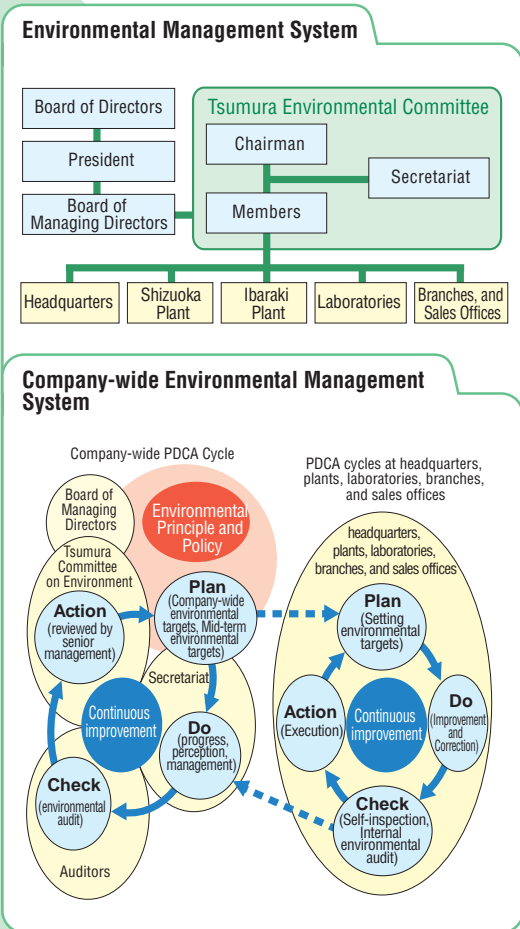 Environmental Management System
Board of Directors
President
Board of
Managing Directors
Tsumura Environmental Committee
Chairman
Secretariat
Members
Headquarters
Shizuoka
Plant
Ibaraki
Plant
Laboratories
Branches, and
Sales Offices
Company-wide Environmental Management
System
Company-wide PDCA Cycle
Board of
Managing
Directors
Environmental
Principle and
Policy
Tsumura
Committee
on Environment
Action
(reviewed by
senior
management)
Plan
(Company-wide
environmental
targets, Mid-term
environmental
targets)
Secretariat
Continuous
improvement
Do
(progress,
perception,
management)
Check
(environmental
audit)
Auditors
PDCA cycles at headquarters,
plants, laboratories, branches,
and sales offices
headquarters,
plants, laboratories,
branches, and sales offices
Plan
(Setting
environmental
targets)
Action
(Execution)
Continuous
improvement
Do
(Improvement
and
Correction)
Check
(Self-inspection,
Internal
environmental
audit)